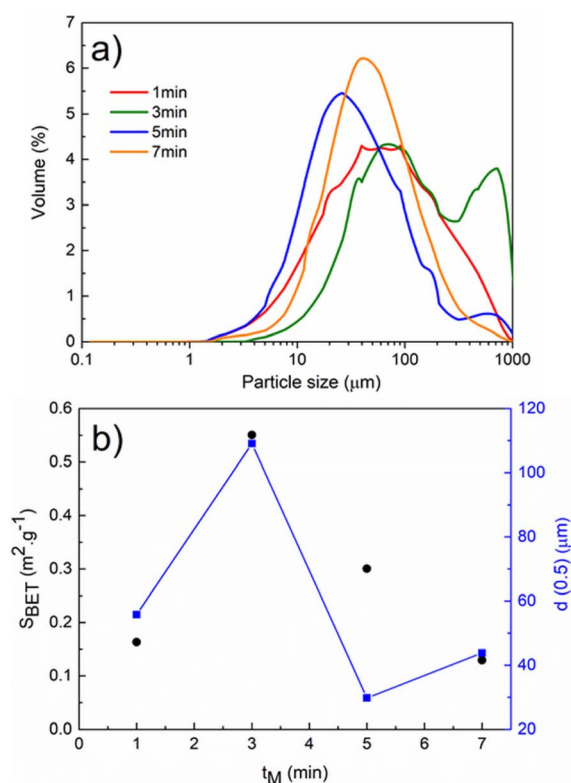 a)
7
6
5
4
3
2
1
0
Volume (%)
1min
3min
5min
7min
0.1 1 10 100 1000
Particle size (μm)
b)
0.6
0.5
0.4
0.3
0.2
0.1
0.0
S_BET (m².g⁻¹)
120
100
80
60
40
20
d (0.5) (μm)
0 1 2 3 4 5 6 7
t_M (min)